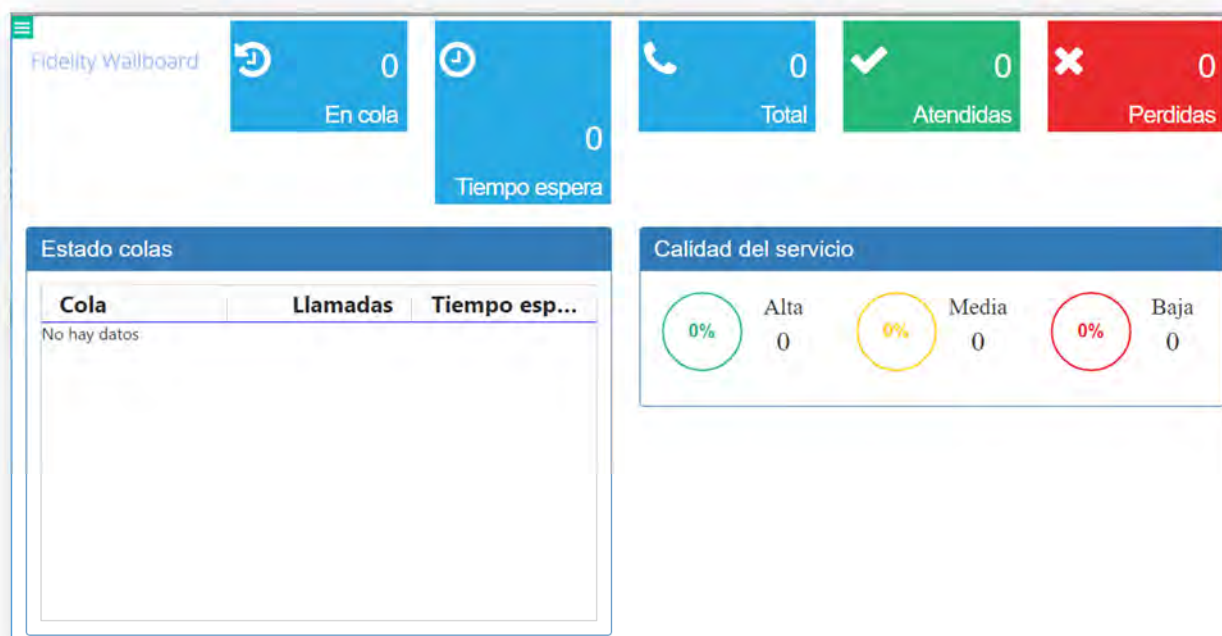 Fidelity Wallboard
0
En cola
0
Tiempo espera
0
Total
0
Atendidas
0
Perdidas
Estado colas
Cola Llamadas Tiempo esp...
No hay datos
Calidad del servicio
0% Alta 0
0% Media 0
0% Baja 0